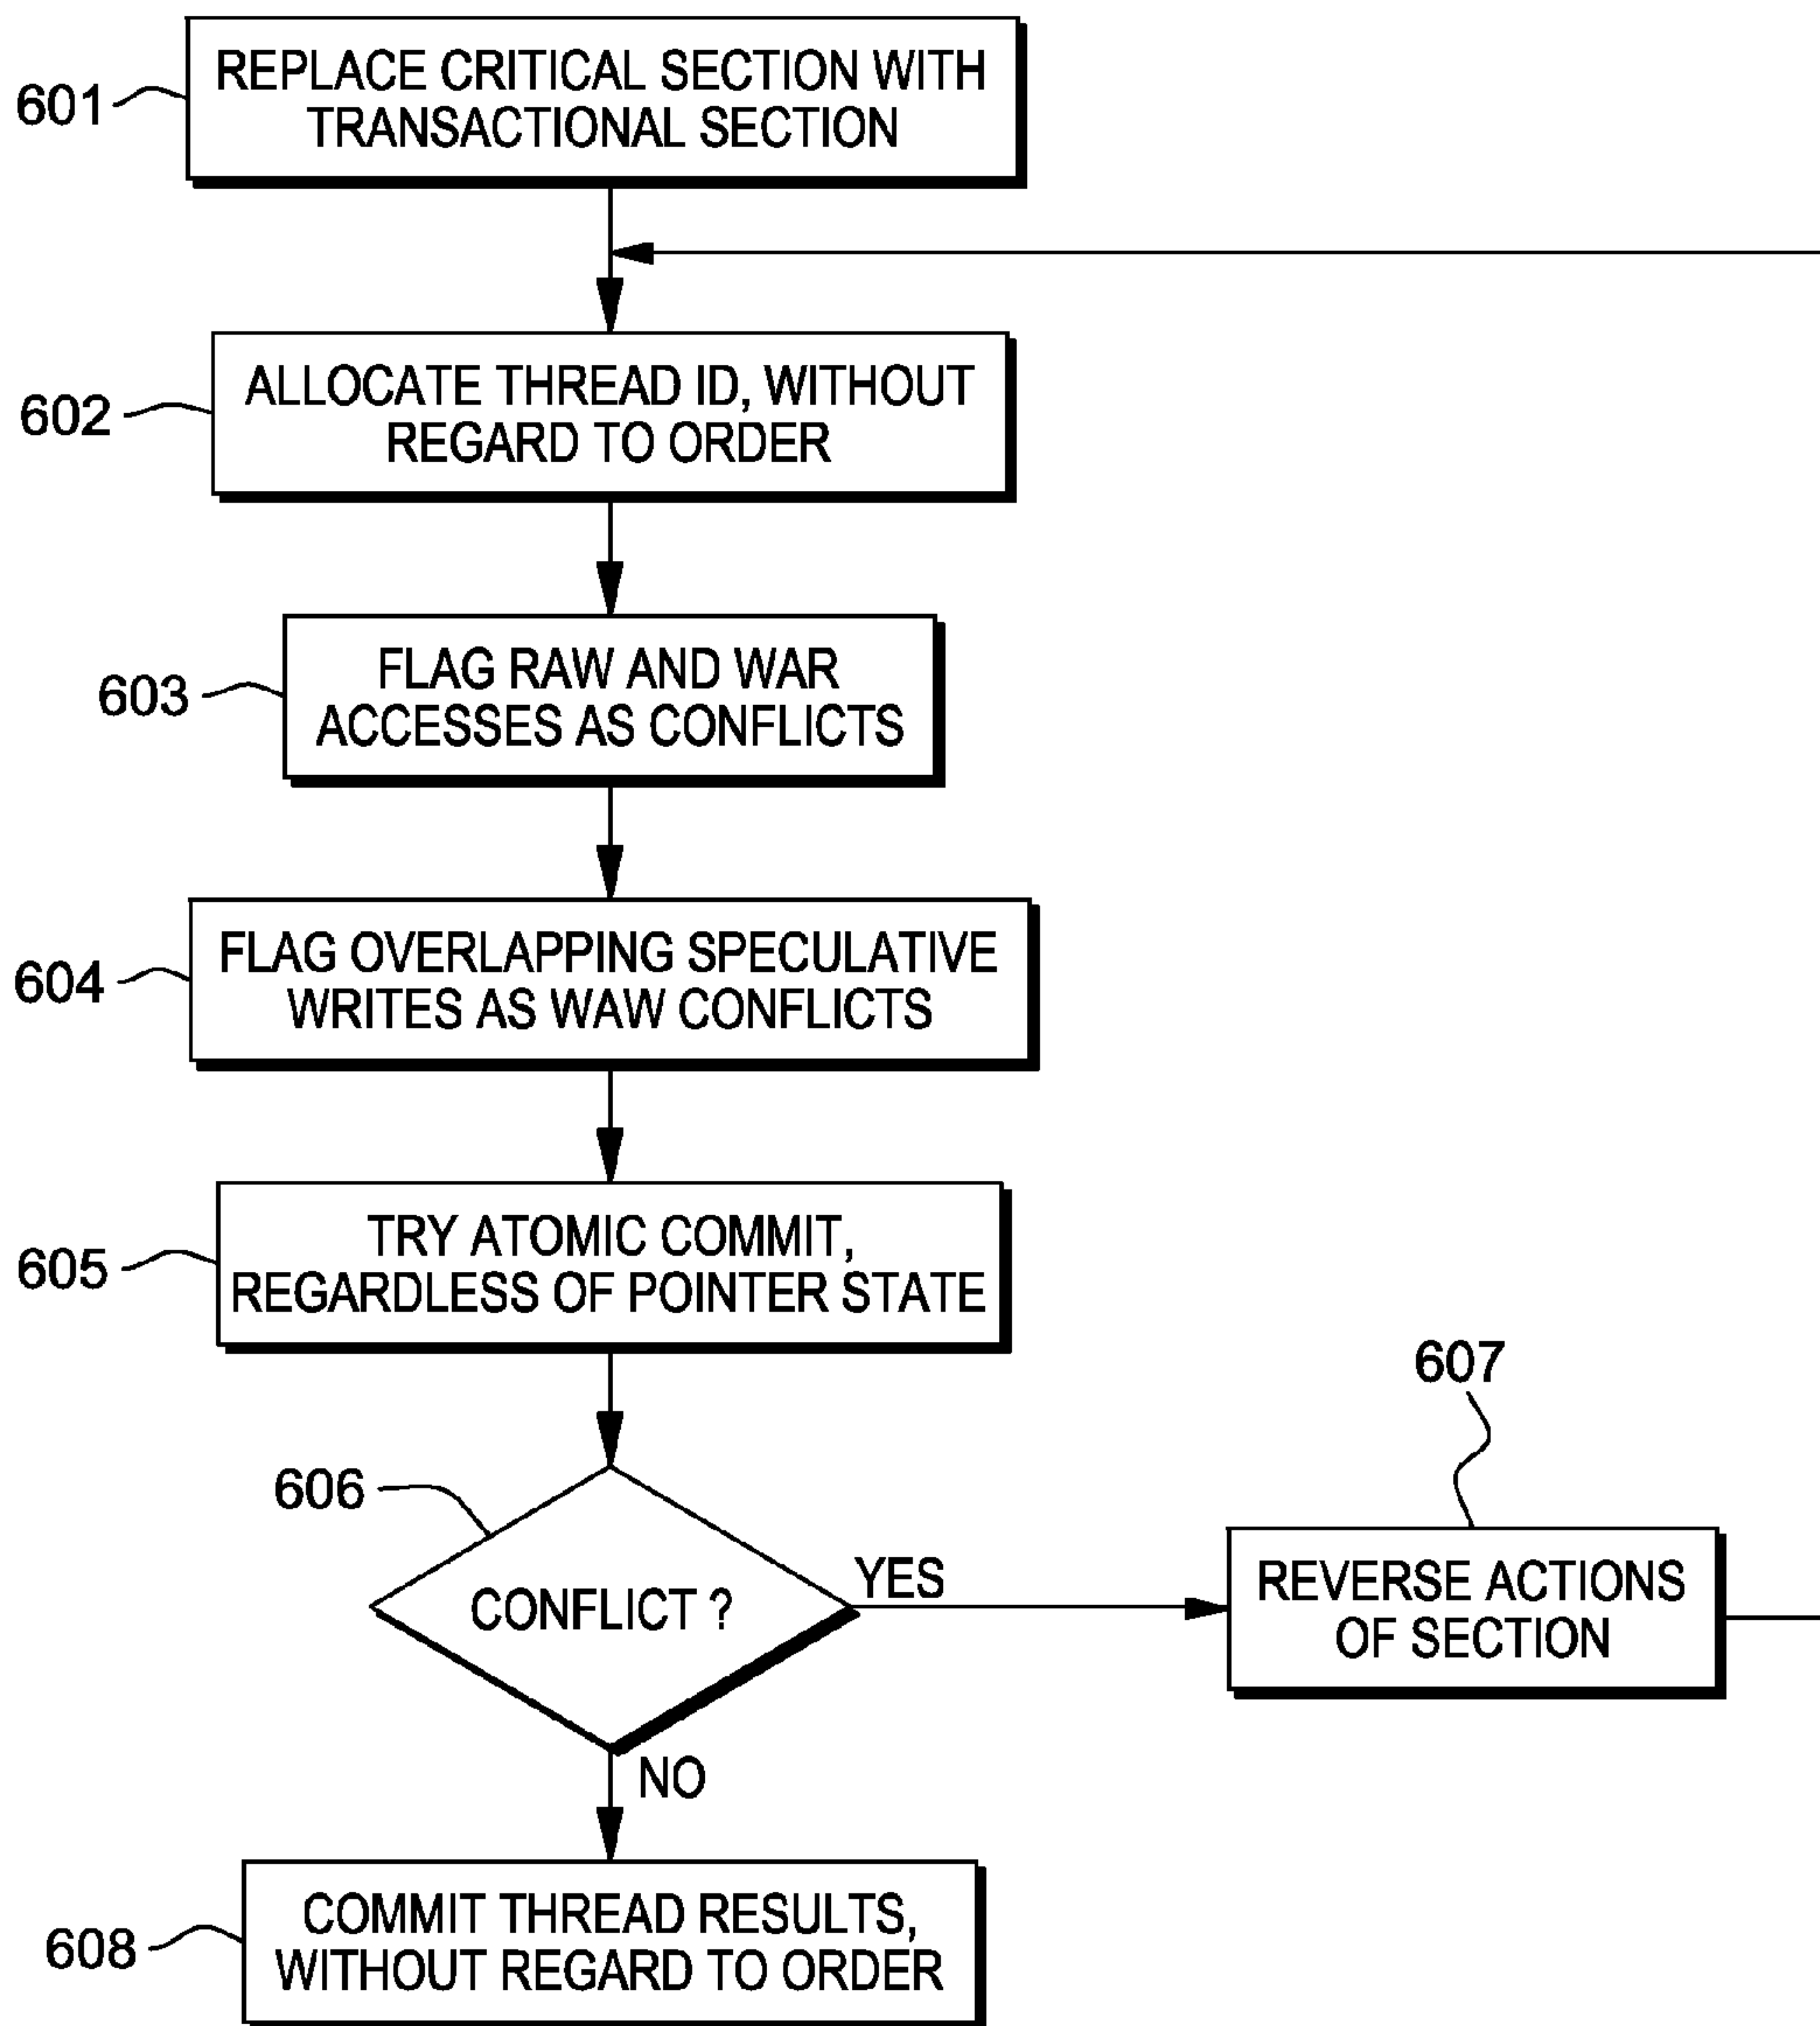 601
REPLACE CRITICAL SECTION WITH
TRANSACTIONAL SECTION
602
ALLOCATE THREAD ID, WITHOUT
REGARD TO ORDER
603
FLAG RAW AND WAR
ACCESSES AS CONFLICTS
604
FLAG OVERLAPPING SPECULATIVE
WRITES AS WAW CONFLICTS
605
TRY ATOMIC COMMIT,
REGARDLESS OF POINTER STATE
606
CONFLICT ?
YES
607
REVERSE ACTIONS
OF SECTION
NO
608
COMMIT THREAD RESULTS,
WITHOUT REGARD TO ORDER